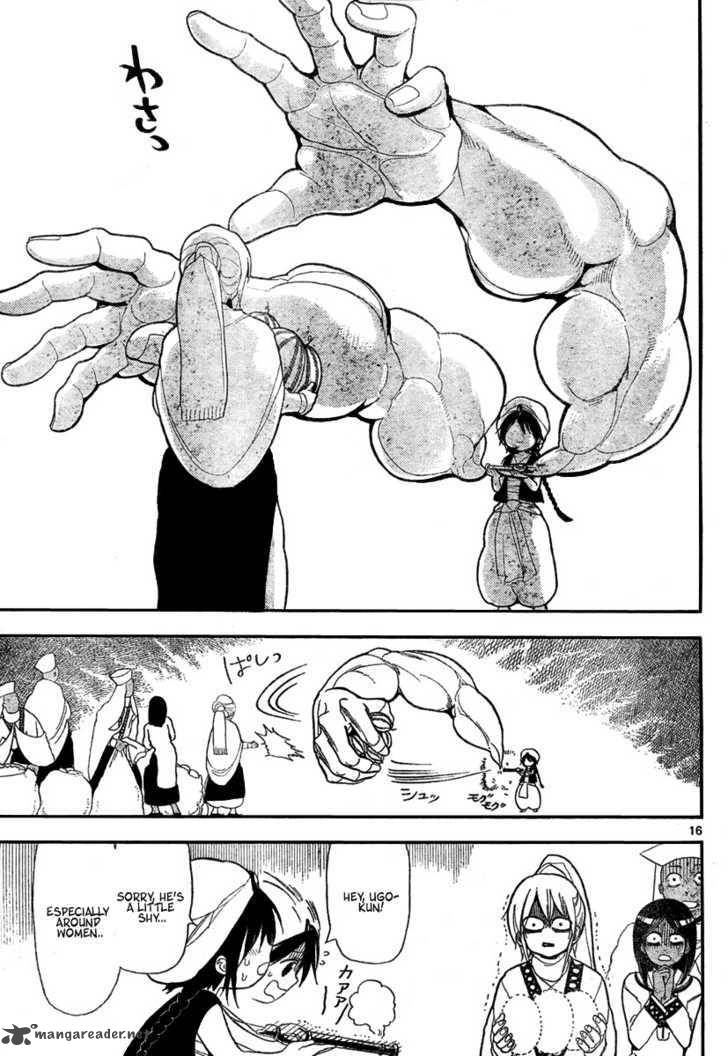 わさっ
ぱしっ
シュッ
モグ
モグ
16
HEY, UGO-
KUN!
カァァ
SORRY, HE'S
A LITTLE
SHY...
ESPECIALLY
AROUND
WOMEN..
mangareader.net